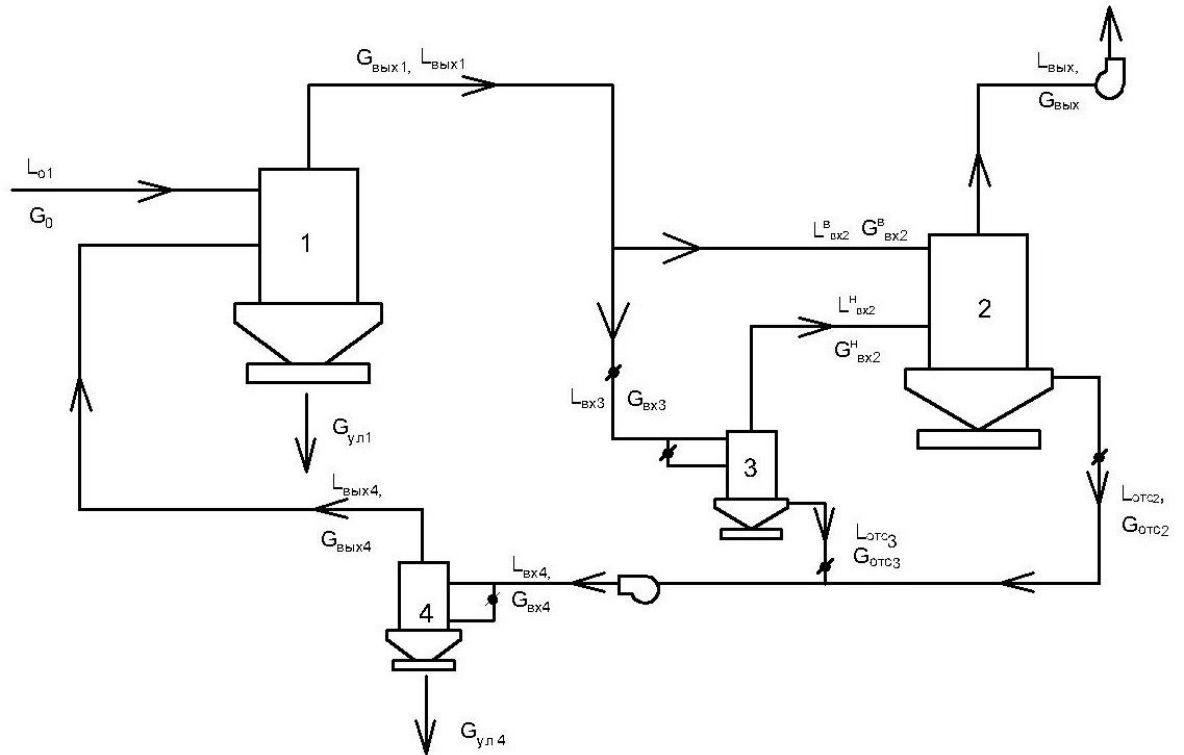 Gвых1, Lвых1
Lвых,
Gвых
Lо1
G0
1
Lввх2 Gввх2
Lнвх2
Gнвх2
2
Lвх3 Gвх3
Gул1
3
Lвых4,
Gвых4
Lотс2,
Gотс2
Lотс3
Gотс3
Lвх4,
Gвх4
4
Gул 4